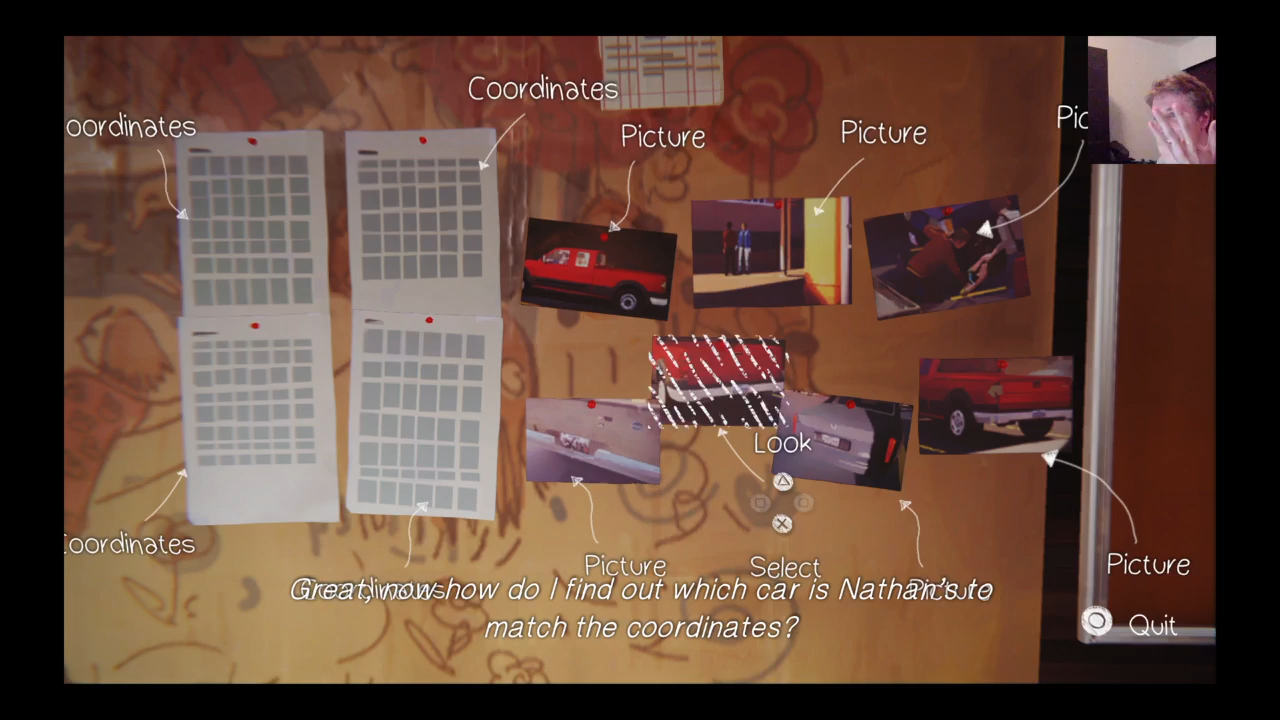 Coordinates
oordinates
Picture
Picture
Pic
Look
oordinates
Picture
Select
Picture
Picture
Great, now how do I find out which car is Nathan's to
match the coordinates?
Quit